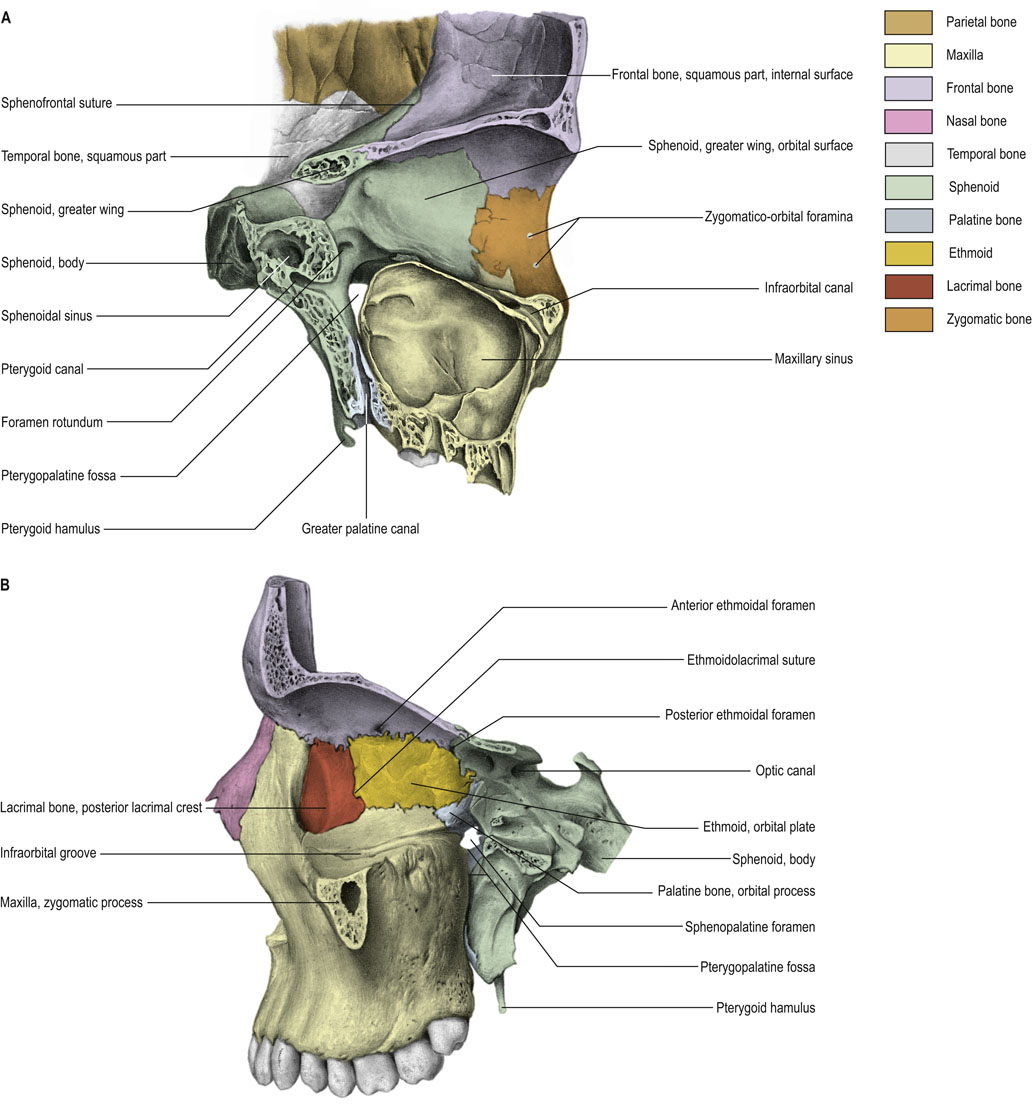 A
Sphenofrontal suture
Temporal bone, squamous part
Sphenoid, greater wing
Sphenoid, body
Sphenoidal sinus
Pterygoid canal
Foramen rotundum
Pterygopalatine fossa
Pterygoid hamulus
Greater palatine canal
Frontal bone, squamous part, internal surface
Sphenoid, greater wing, orbital surface
Zygomatico-orbital foramina
Infraorbital canal
Maxillary sinus
Parietal bone
Maxilla
Frontal bone
Nasal bone
Temporal bone
Sphenoid
Palatine bone
Ethmoid
Lacrimal bone
Zygomatic bone
B
Lacrimal bone, posterior lacrimal crest
Infraorbital groove
Maxilla, zygomatic process
Anterior ethmoidal foramen
Ethmoidolacrimal suture
Posterior ethmoidal foramen
Optic canal
Ethmoid, orbital plate
Sphenoid, body
Palatine bone, orbital process
Sphenopalatine foramen
Pterygopalatine fossa
Pterygoid hamulus